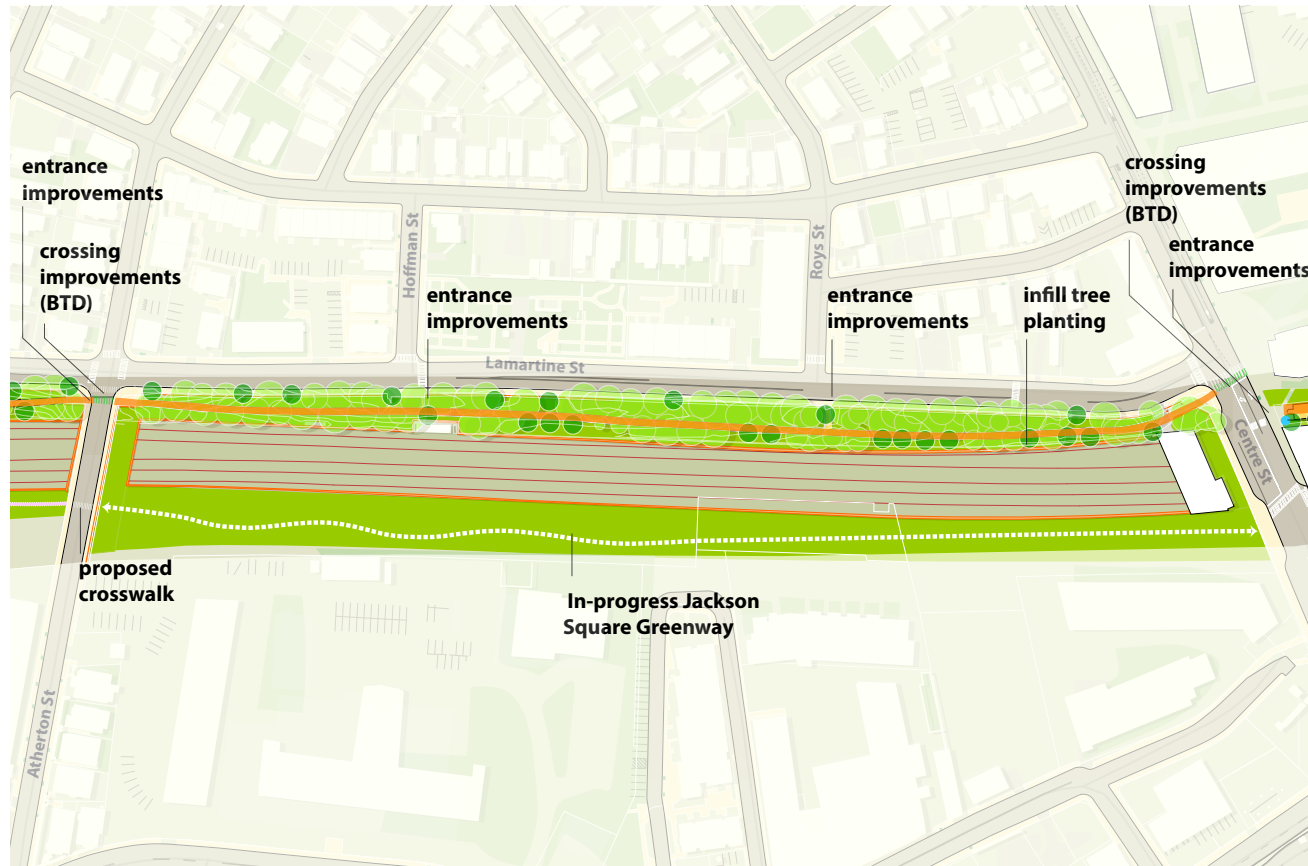 entrance
improvements
crossing
improvements
(BTD)
Hoffman St
entrance
improvements
Roys St
entrance
improvements
infill tree
planting
crossing
improvements
(BTD)
entrance
improvements
Lamartine St
Centre St
proposed
crosswalk
In-progress Jackson
Square Greenway
Atherton St